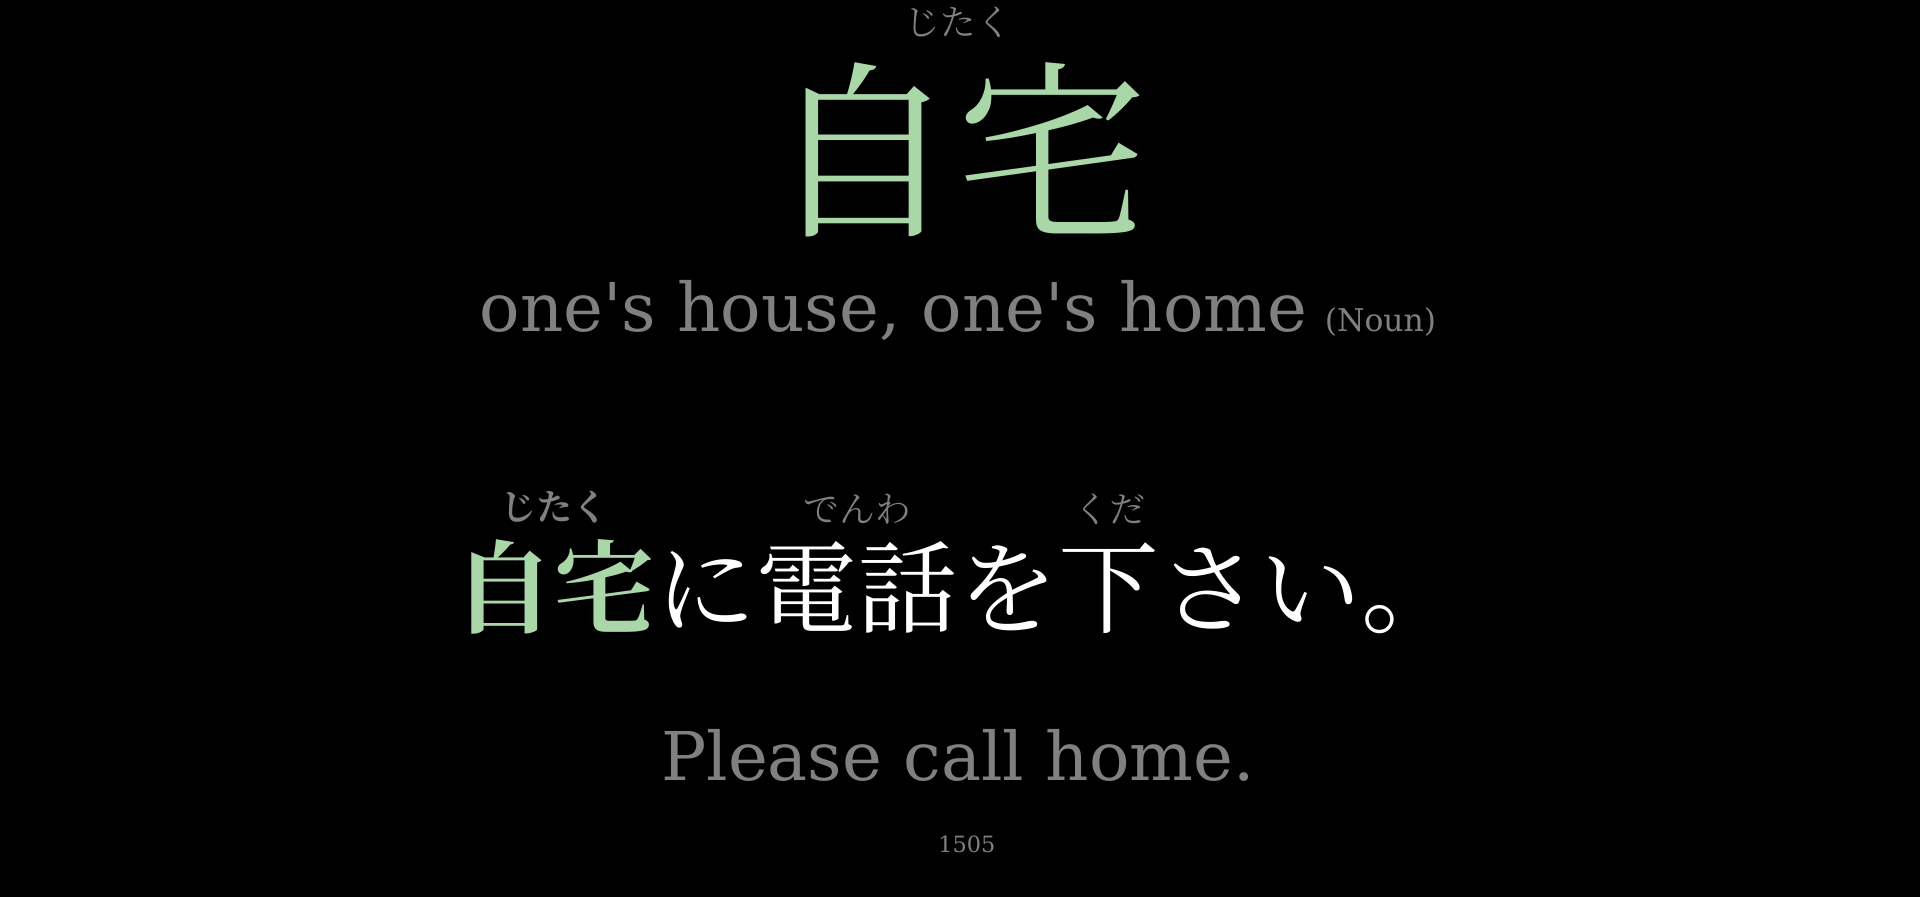 じたく
自宅
one's house, one's home (Noun)
じたく でんわ くだ
自宅に電話を下さい。
Please call home.
1505